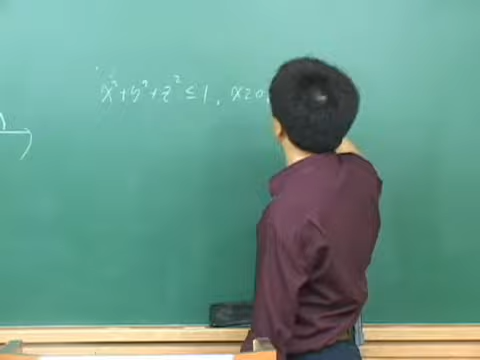 x² + y² + z² ≤ 1, x≥0,